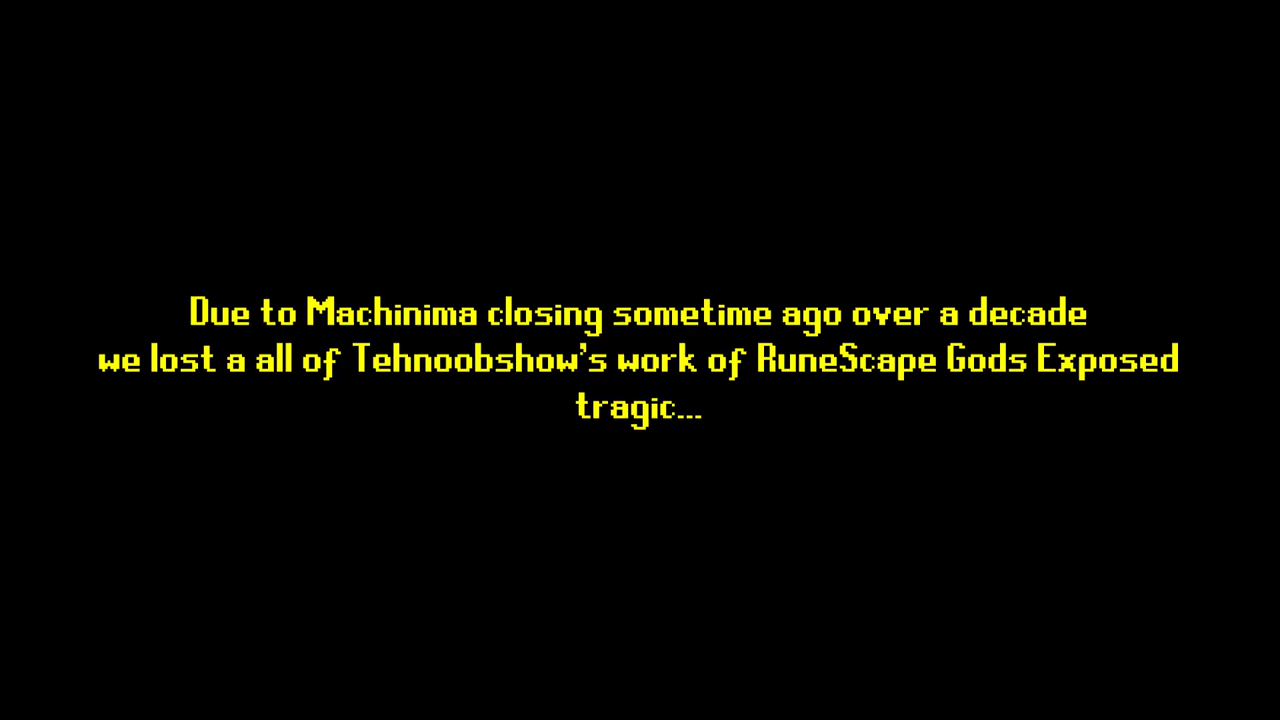 Due to Machinima closing sometime ago over a decade
we lost a all of Tehnoobshow's work of RuneScape Gods Exposed
tragic...